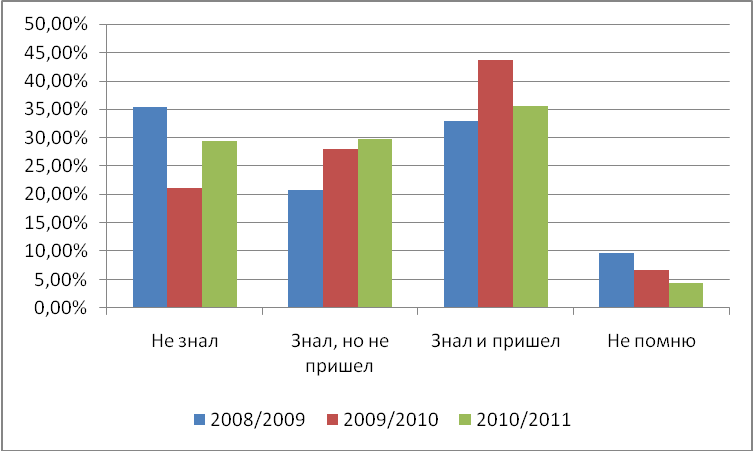 50,00%
45,00%
40,00%
35,00%
30,00%
25,00%
20,00%
15,00%
10,00%
5,00%
0,00%
Не знал
Знал, но не
пришел
Знал и пришел
Не помню
2008/2009
2009/2010
2010/2011